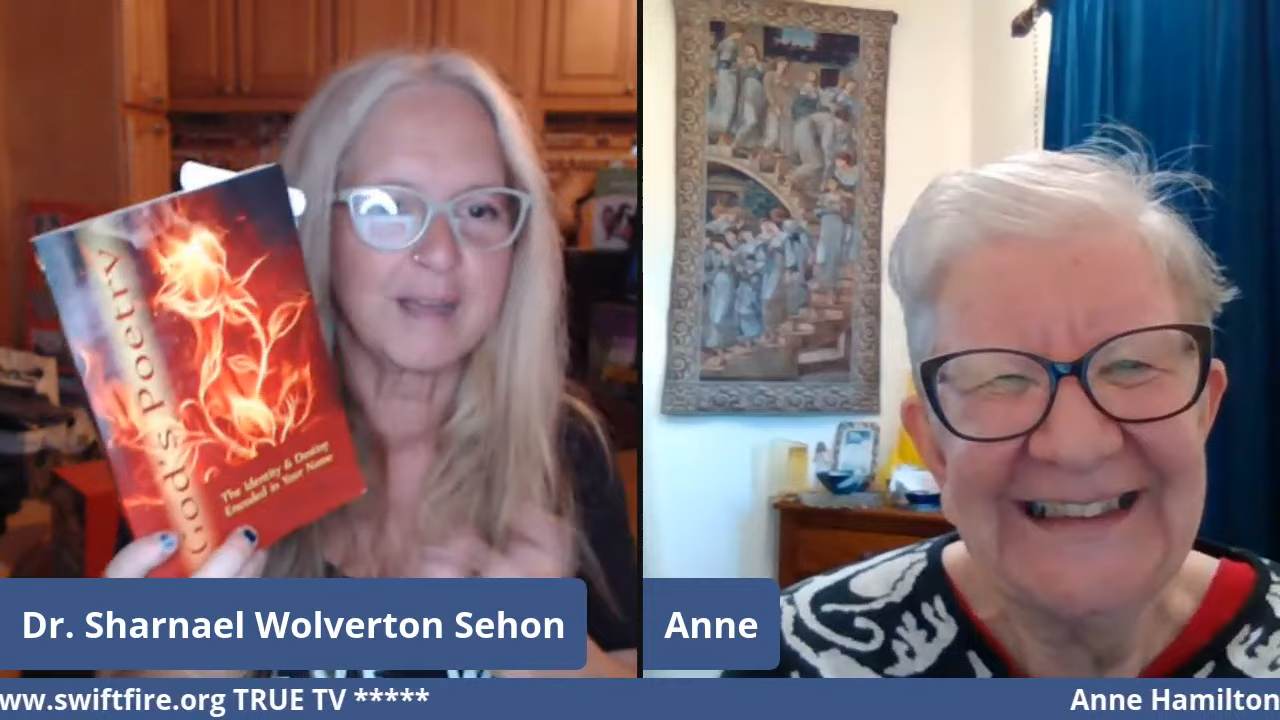 God's Poetry
The Identity & Destiny
Encoded in Your Name
Dr. Sharnael Wolverton Sehon
Anne
www.swiftfire.org TRUE TV *****
Anne Hamilton